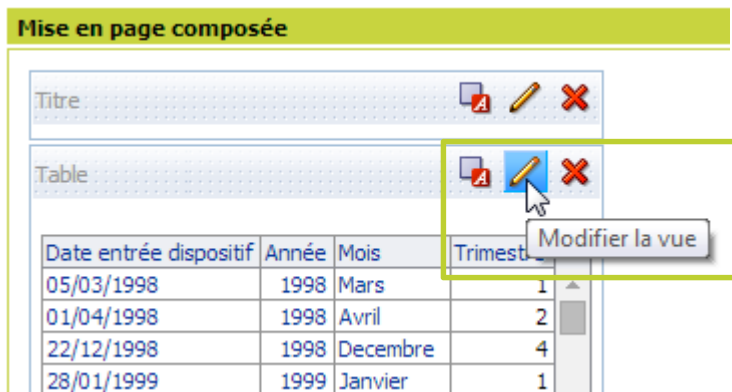 Mise en page composée
Titre
Table
Modifier la vue
Date entrée dispositif Année Mois
05/03/1998 1998 Mars 1
01/04/1998 1998 Avril 2
22/12/1998 1998 Decembre 4
28/01/1999 1999 Janvier 1